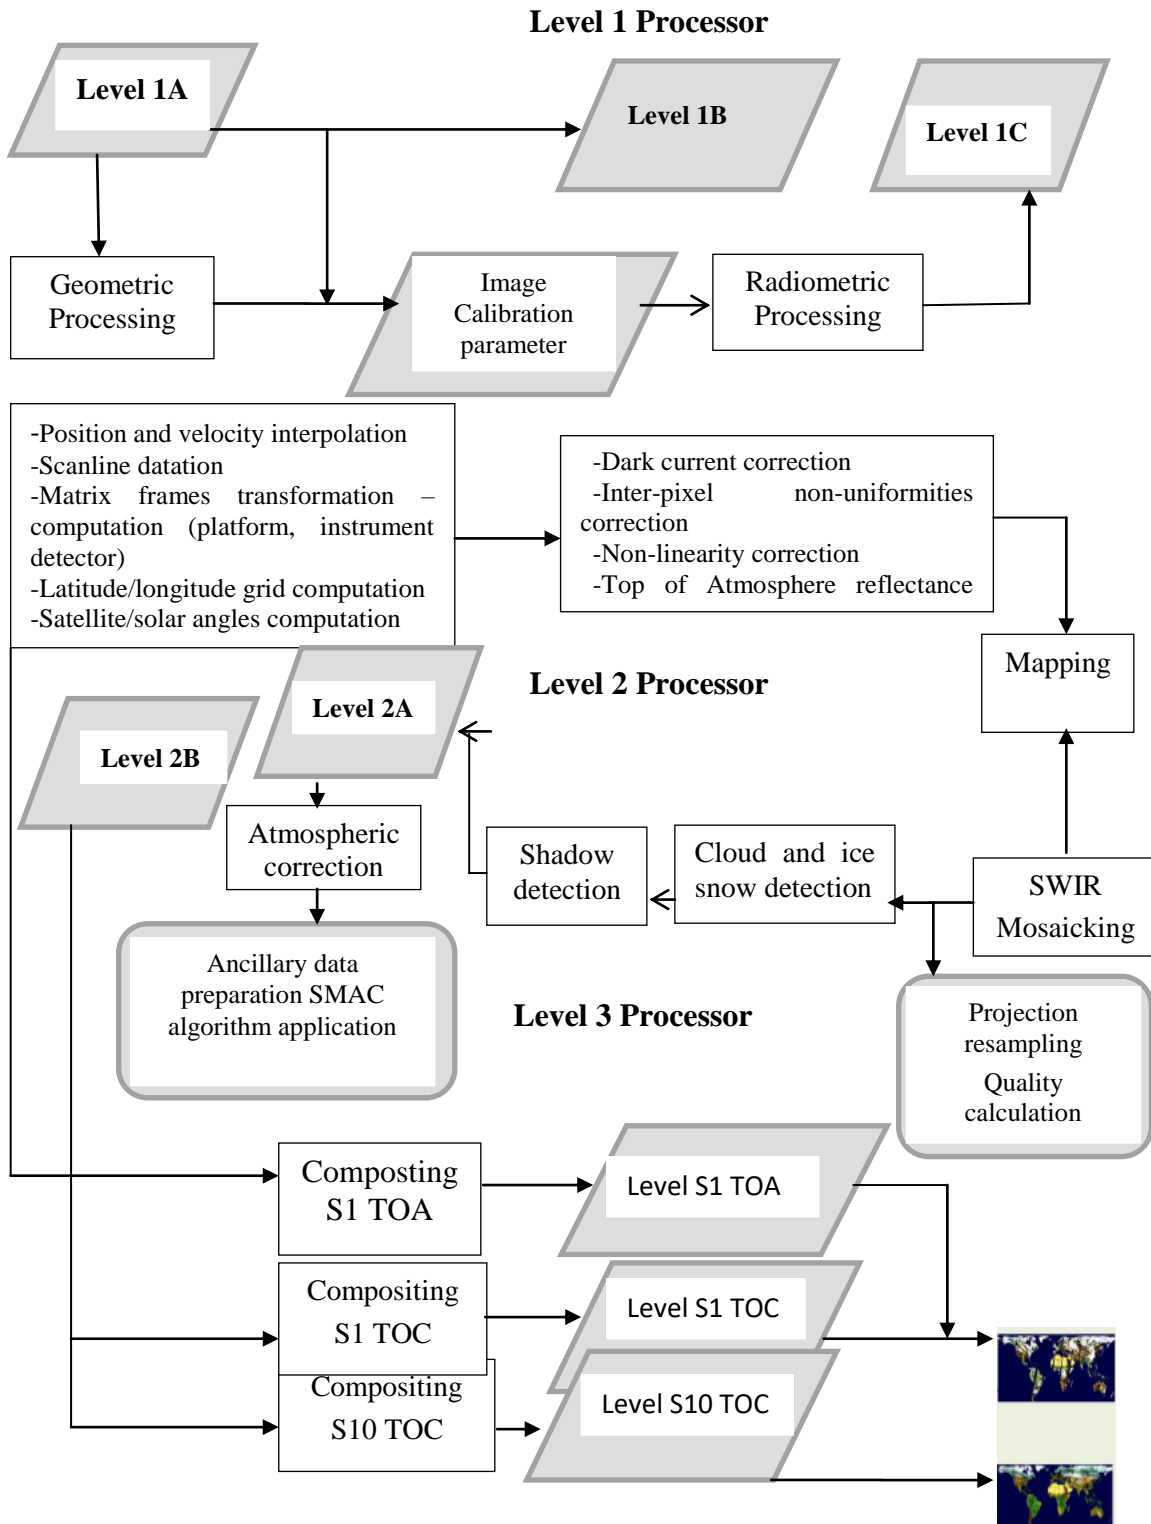 Level 1 Processor
Level 1A
Level 1B
Level 1C
Geometric
Processing
Image
Calibration
parameter
Radiometric
Processing
-Position and velocity interpolation
-Scanline datation
-Matrix frames transformation –
computation (platform, instrument
detector)
-Latitude/longitude grid computation
-Satellite/solar angles computation
-Dark current correction
-Inter-pixel non-uniformities
correction
-Non-linearity correction
-Top of Atmosphere reflectance
Mapping
Level 2 Processor
Level 2A
Level 2B
Atmospheric
correction
Shadow
detection
Cloud and ice
snow detection
SWIR
Mosaicking
Ancillary data
preparation SMAC
algorithm application
Level 3 Processor
Projection
resampling
Quality
calculation
Composting
S1 TOA
Level S1 TOA
Compositing
S1 TOC
Level S1 TOC
Compositing
S10 TOC
Level S10 TOC